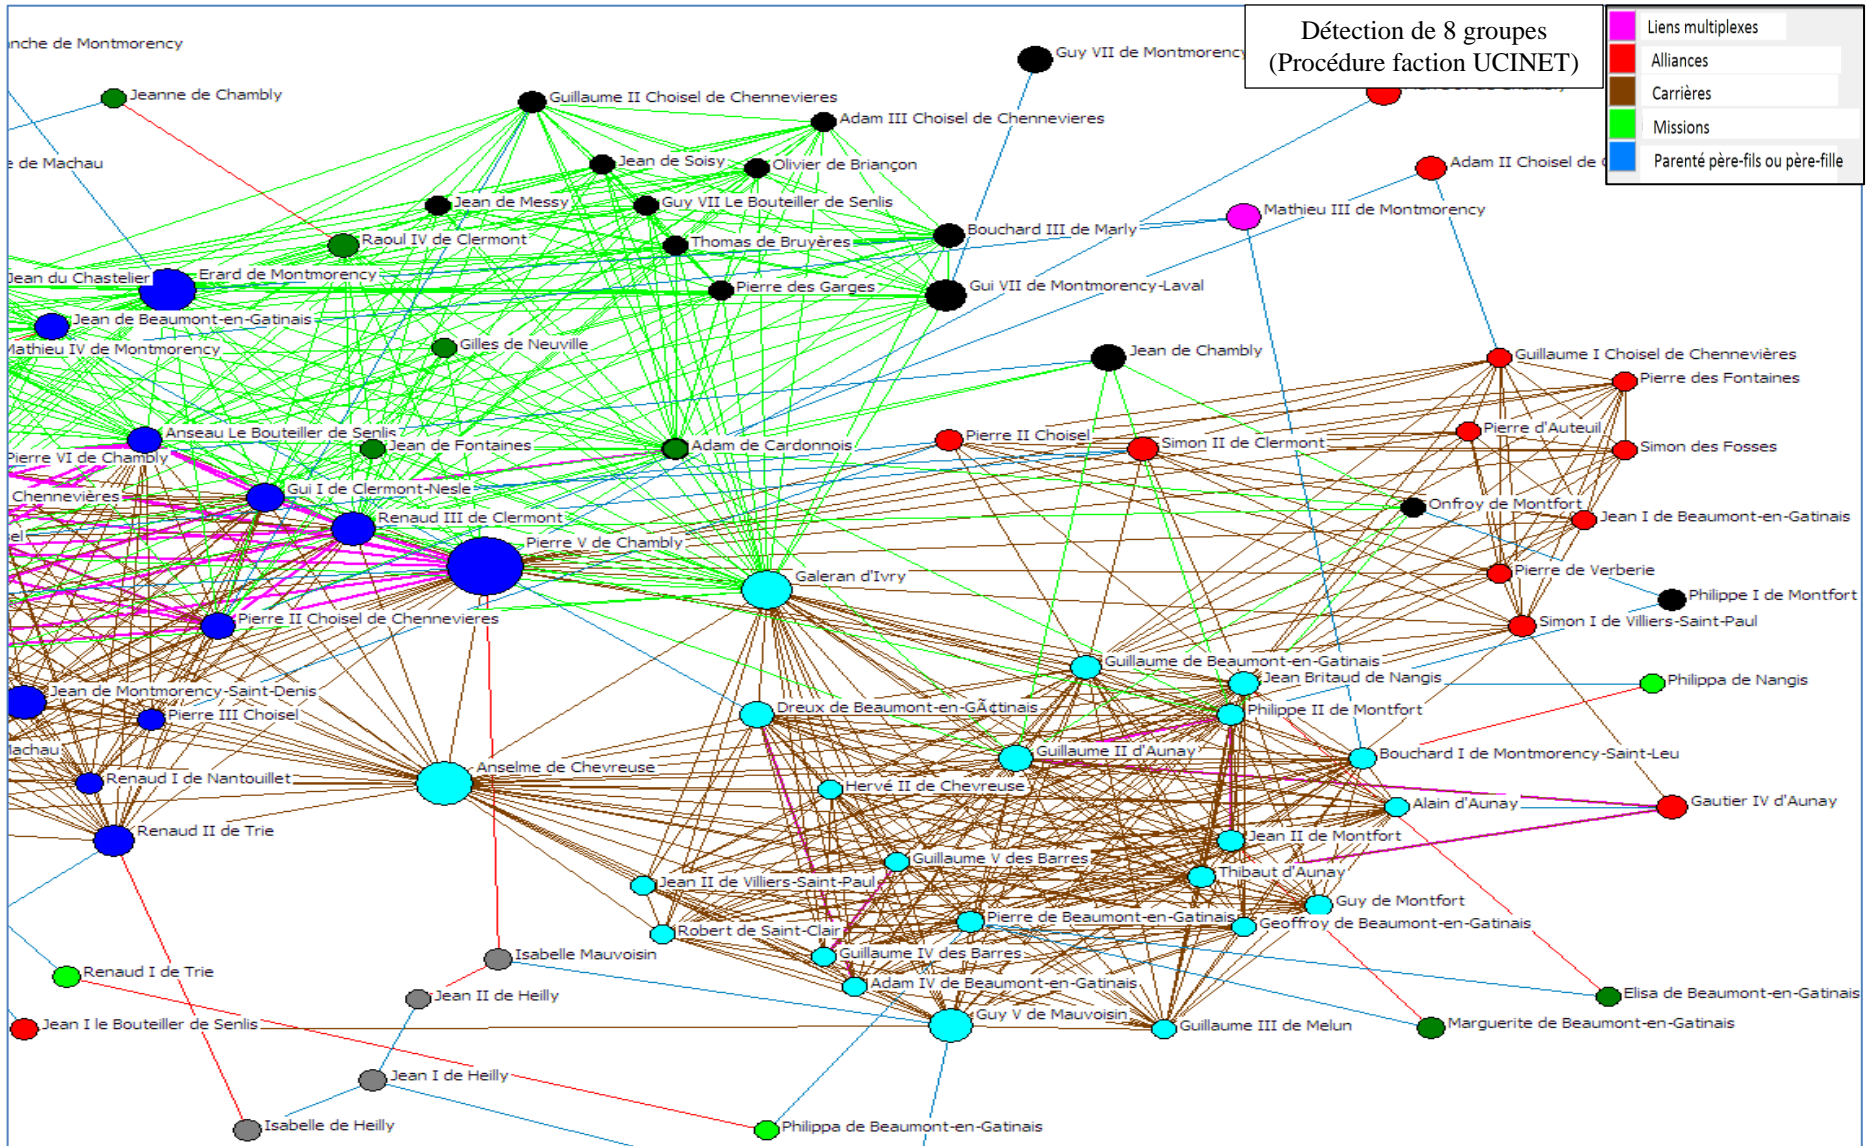 Détection de 8 groupes
(Procédure faction UCINET)
Liens multiplexes
Alliances
Carrières
Missions
Parenté père-fils ou père-fille
de Montmorency
Guy VII de Montmorency
Jeanne de Chambly
Guillaume II Choisel de Chennevieres
Adam III Choisel de Chennevieres
de Machau
Jean de Soisy
Olivier de Briançon
Adam II Choisel de
Jean de Messy
Guy VII Le Bouteiller de Senlis
Mathieu III de Montmorency
Raoul IV de Clermont
Thomas de Bruyères
Bouchard III de Marly
Jean du Chastelier
Erard de Montmorency
Pierre des Garges
Gui VII de Montmorency-Laval
Jean de Beaumont-en-Gatinais
Mathieu IV de Montmorency
Gilles de Neuville
Jean de Chambly
Guillaume I Choisel de Chennevières
Pierre des Fontaines
Anseau Le Bouteiller de Senlis
Jean de Fontaines
Adam de Cardonnois
Pierre II Choisel
Simon II de Clermont
Pierre d'Auteuil
Simon des Fosses
Pierre VI de Chambly
Chennevières
Gui I de Clermont-Nesle
Onfroy de Montfort
Jean I de Beaumont-en-Gatinais
Renaud III de Clermont
Pierre V de Chambly
Galeran d'Ivry
Pierre de Verberie
Philippe I de Montfort
Pierre II Choisel de Chennevieres
Simon I de Villiers-Saint-Paul
Guillaume de Beaumont-en-Gatinais
Jean Britaud de Nangis
Philippa de Nangis
Jean de Montmorency-Saint-Denis
Pierre III Choisel
Dreux de Beaumont-en-GÃ¢tinais
Philippe II de Montfort
Machau
Guillaume II d'Aunay
Bouchard I de Montmorency-Saint-Leu
Renaud I de Nantouillet
Anselme de Chevreuse
Hervé II de Chevreuse
Alain d'Aunay
Gautier IV d'Aunay
Renaud II de Trie
Jean II de Montfort
Guillaume V des Barres
Jean II de Villiers-Saint-Paul
Thibaut d'Aunay
Guy de Montfort
Pierre de Beaumont-en-Gatinais
Geoffroy de Beaumont-en-Gatinais
Robert de Saint-Clair
Isabelle Mauvoisin
Guillaume IV des Barres
Renaud I de Trie
Adam IV de Beaumont-en-Gatinais
Jean II de Heilly
Elisa de Beaumont-en-Gatinais
Guy V de Mauvoisin
Jean I le Bouteiller de Senlis
Guillaume III de Melun
Marguerite de Beaumont-en-Gatinais
Jean I de Heilly
Isabelle de Heilly
Philippa de Beaumont-en-Gatinais